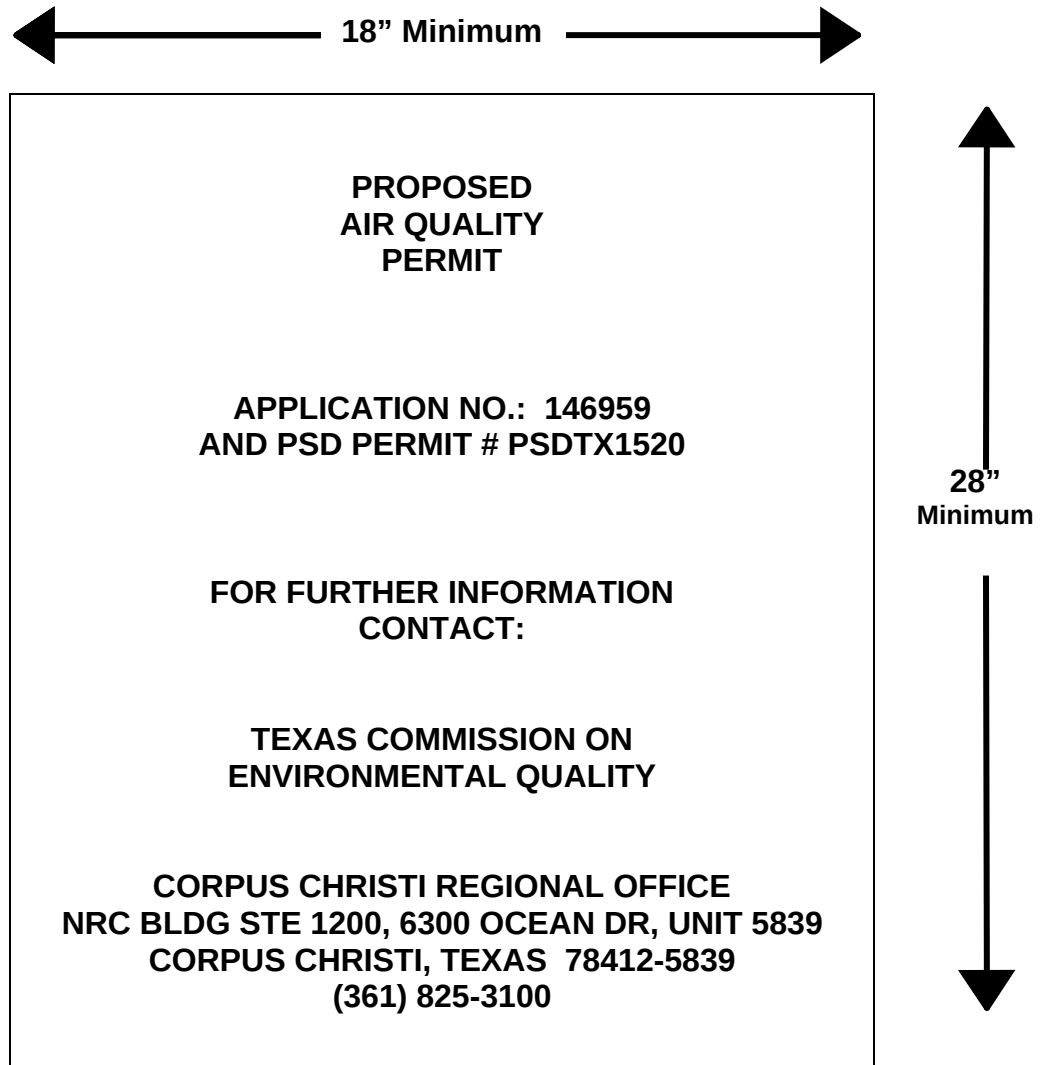 18” Minimum
PROPOSED
AIR QUALITY
PERMIT
APPLICATION NO.: 146959
AND PSD PERMIT # PSDTX1520
28”
Minimum
FOR FURTHER INFORMATION
CONTACT:
TEXAS COMMISSION ON
ENVIRONMENTAL QUALITY
CORPUS CHRISTI REGIONAL OFFICE
NRC BLDG STE 1200, 6300 OCEAN DR, UNIT 5839
CORPUS CHRISTI, TEXAS 78412-5839
(361) 825-3100